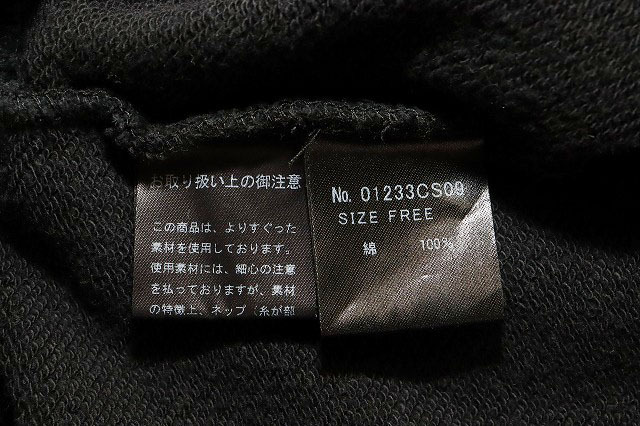 お取り扱い上の御注意
この商品は、よりすぐった
素材を使用しております。
使用素材には、細心の注意
を払っておりますが、素材
の特徴上、ネップ（糸が部
No. 01233CS09
SIZE FREE
綿 100%